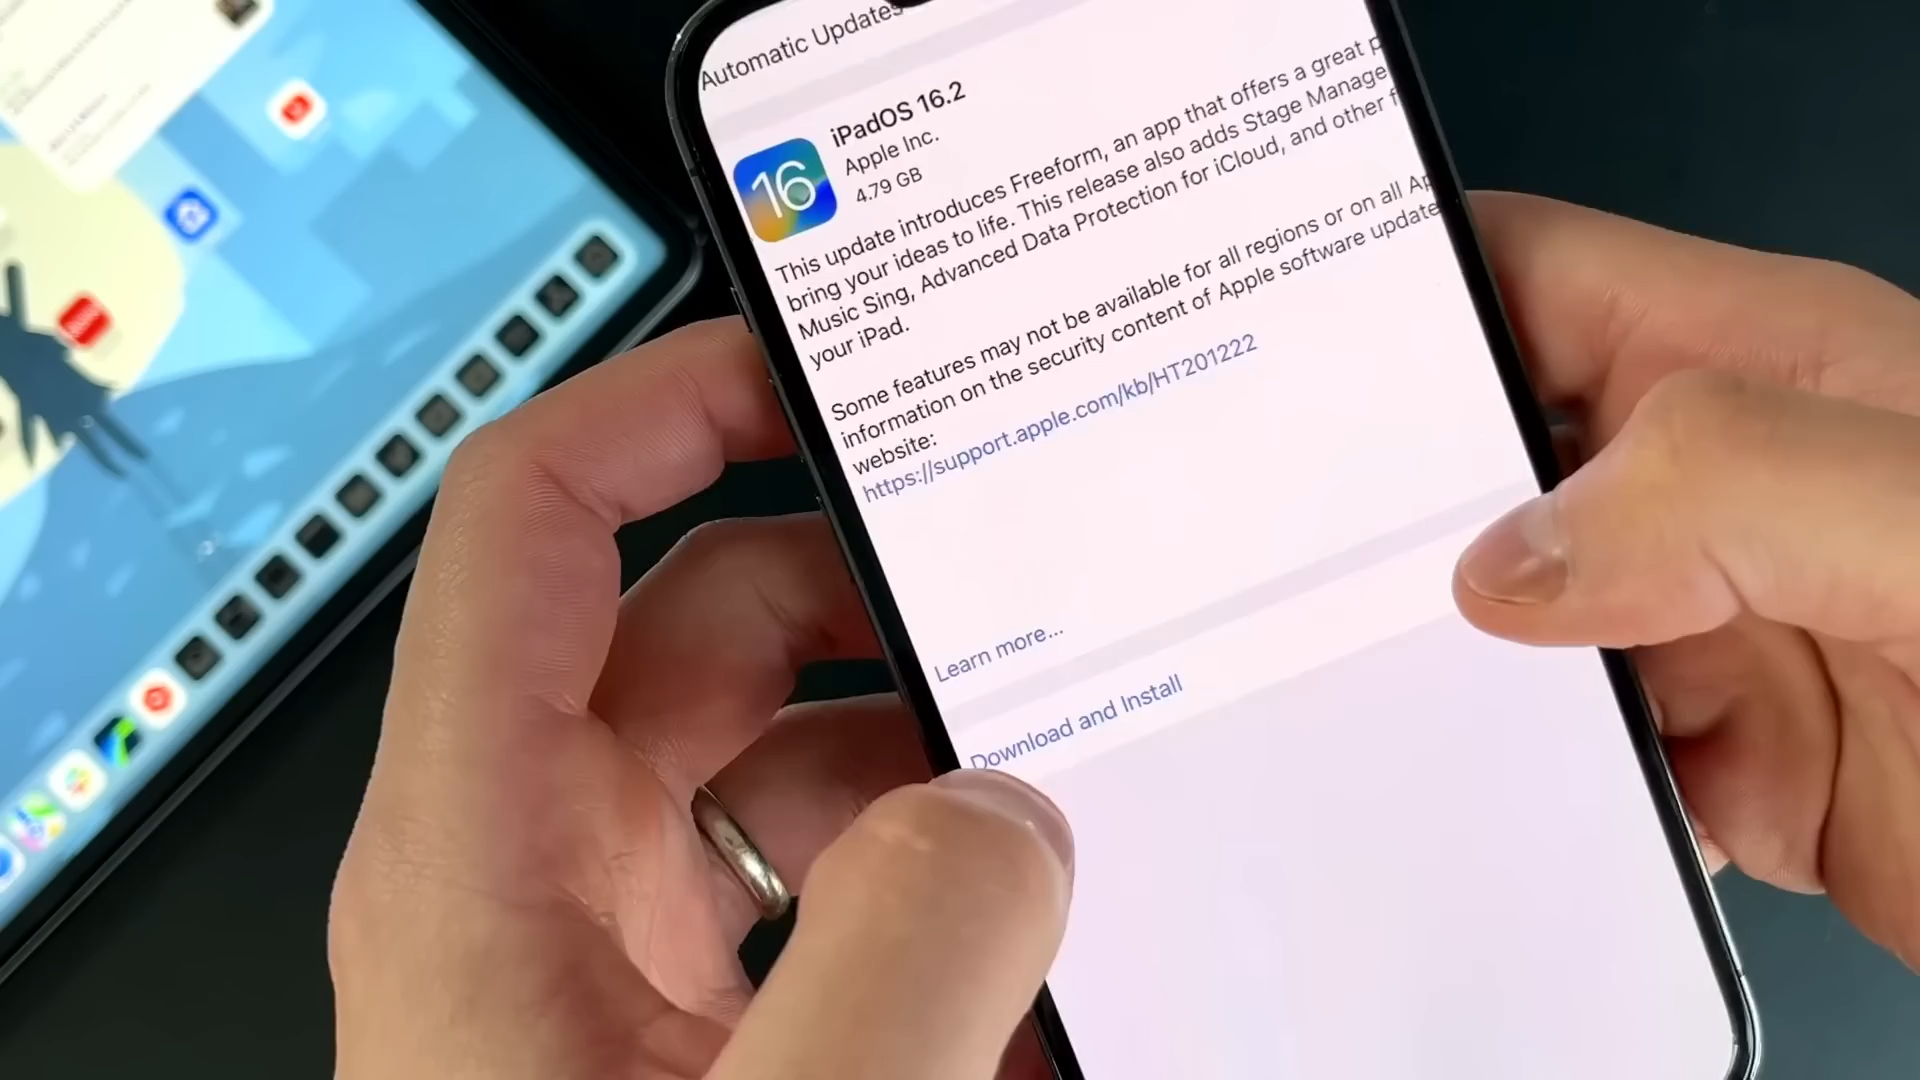 Automatic Updates
iPadOS 16.2
Apple Inc.
4.79 GB
16
This update introduces Freeform, an app that offers a great p
bring your ideas to life. This release also adds Stage Manage
Music Sing, Advanced Data Protection for iCloud, and other f
your iPad.
Some features may not be available for all regions or on all Ap
information on the security content of Apple software update
website:
https://support.apple.com/kb/HT201222
Learn more...
Download and Install